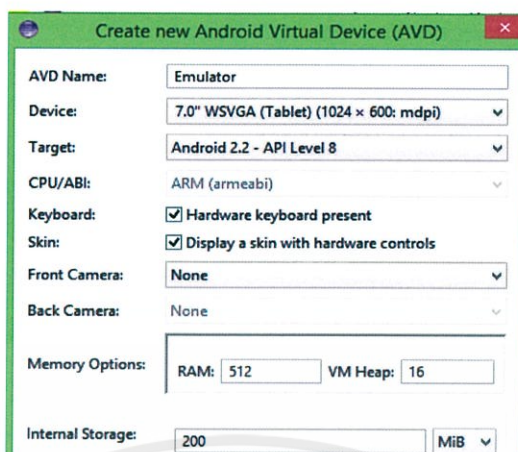 Create new Android Virtual Device (AVD)
AVD Name: Emulator
Device: 7.0" WSVGA (Tablet) (1024 × 600: mdpi)
Target: Android 2.2 - API Level 8
CPU/ABI: ARM (armeabi)
Keyboard: Hardware keyboard present
Skin: Display a skin with hardware controls
Front Camera: None
Back Camera: None
Memory Options: RAM: 512 VM Heap: 16
Internal Storage: 200 MiB